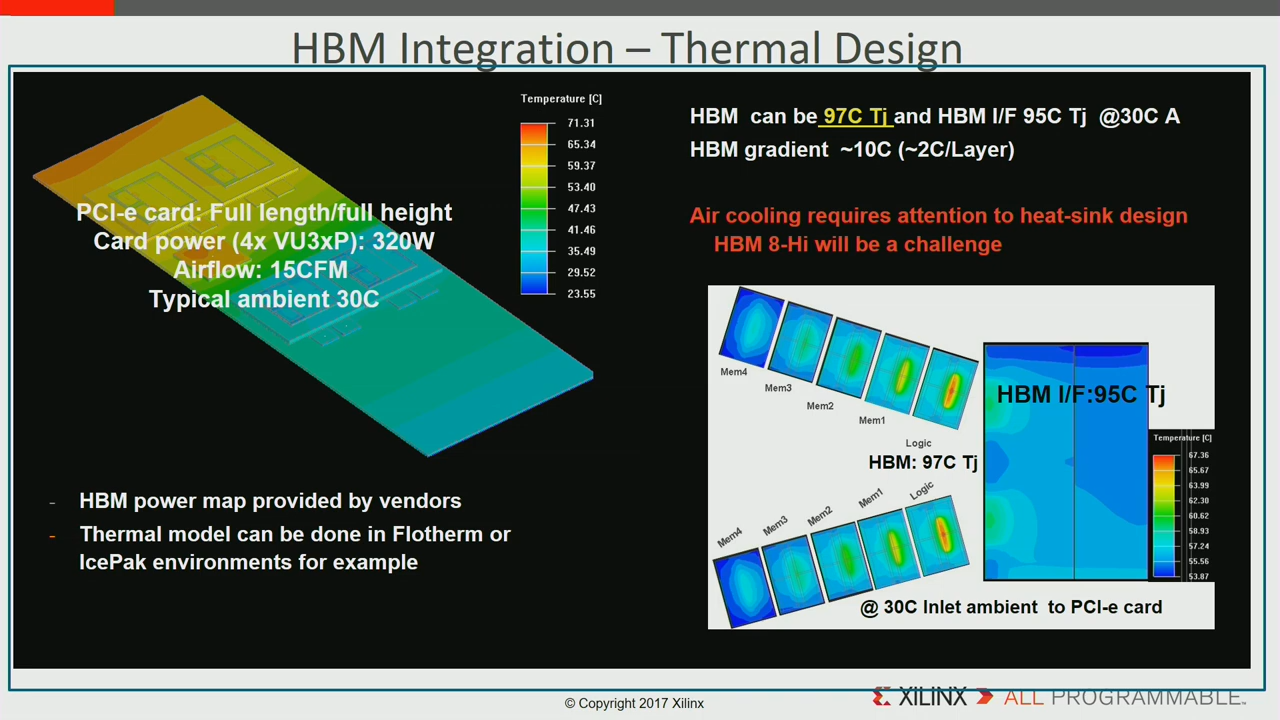 HBM Integration – Thermal Design
Temperature [C]
71.31
65.34
59.37
53.40
47.43
41.46
35.49
29.52
23.55
PCI-e card: Full length/full height
Card power (4x VU3xP): 320W
Airflow: 15CFM
Typical ambient 30C
- HBM power map provided by vendors
- Thermal model can be done in Flotherm or
IcePak environments for example
HBM can be 97C Tj and HBM I/F 95C Tj @30C A
HBM gradient ~10C (~2C/Layer)
Air cooling requires attention to heat-sink design
HBM 8-Hi will be a challenge
Mem4
Mem3
Mem2
Mem1
Logic
HBM: 97C Tj
HBM I/F:95C Tj
Mem4
Mem3
Mem2
Mem1
Logic
Temperature [C]
67.36
65.67
63.99
62.30
60.62
58.93
57.24
55.56
53.87
@ 30C Inlet ambient to PCI-e card
© Copyright 2017 Xilinx
XILINX ALL PROGRAMMABLE™